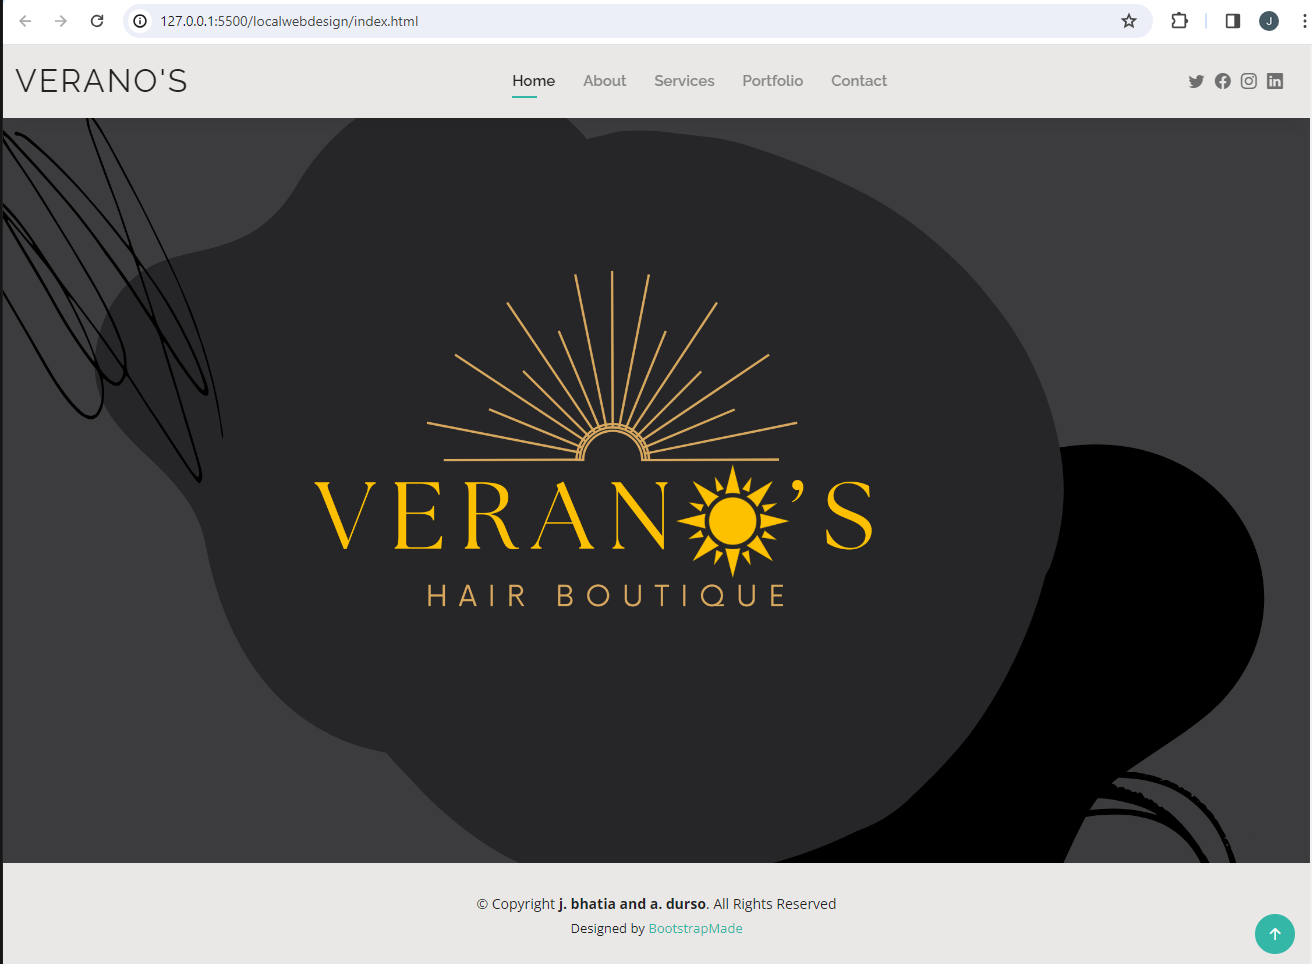 127.0.0.1:5500/localwebdesign/index.html
J
VERANO'S
Home About Services Portfolio Contact
VERANO’S
HAIR BOUTIQUE
© Copyright j. bhatia and a. durso. All Rights Reserved
Designed by BootstrapMade